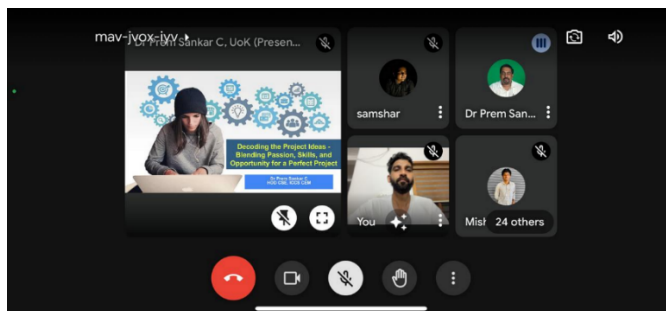 mav-jvox-jyv
Dr Prem Sankar C, UoK (Presen...
Decoding the Project Ideas -
Blending Passion, Skills, and
Opportunity for a Perfect Project
Dr Prem Sankar C
samshar
Dr Prem San...
You
24 others